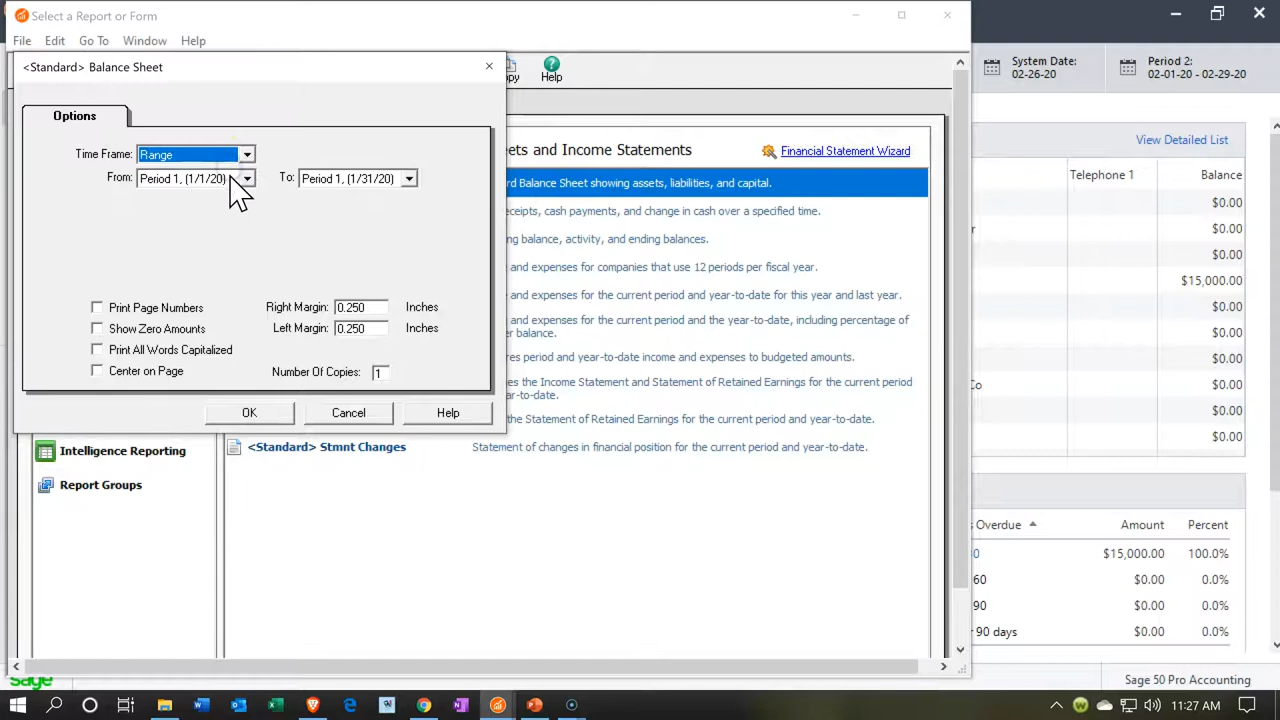 Select a Report or Form
File Edit Go To Window Help
<Standard> Balance Sheet
Options
Time Frame: Range
From: Period 1, (1/1/20) To: Period 1, (1/31/20)
Print Page Numbers
Show Zero Amounts
Print All Words Capitalized
Center on Page
Right Margin: 0.250 Inches
Left Margin: 0.250 Inches
Number Of Copies: 1
OK Cancel Help
Help
System Date:
02-26-20
Period 2:
02-01-20 - 02-29-20
and Income Statements
Financial Statement Wizard
Balance Sheet showing assets, liabilities, and capital.
cash payments, and change in cash over a specified time.
balance, activity, and ending balances.
and expenses for companies that use 12 periods per fiscal year.
and expenses for the current period and year-to-date for this year and last year.
and expenses for the current period and the year-to-date, including percentage of
balance.
period and year-to-date income and expenses to budgeted amounts.
the Income Statement and Statement of Retained Earnings for the current period
the Statement of Retained Earnings for the current period and year-to-date.
<Standard> Stmnt Changes
Statement of changes in financial position for the current period and year-to-date.
Intelligence Reporting
Report Groups
View Detailed List
Telephone 1 Balance
$0.00
$0.00
$0.00
$15,000.00
$0.00
$0.00
$0.00
Co $0.00
$0.00
$0.00
Overdue Amount Percent
0 $15,000.00 100.0%
60 $0.00 0.0%
90 $0.00 0.0%
90 days $0.00 0.0%
sage
Sage 50 Pro Accounting
11:27 AM